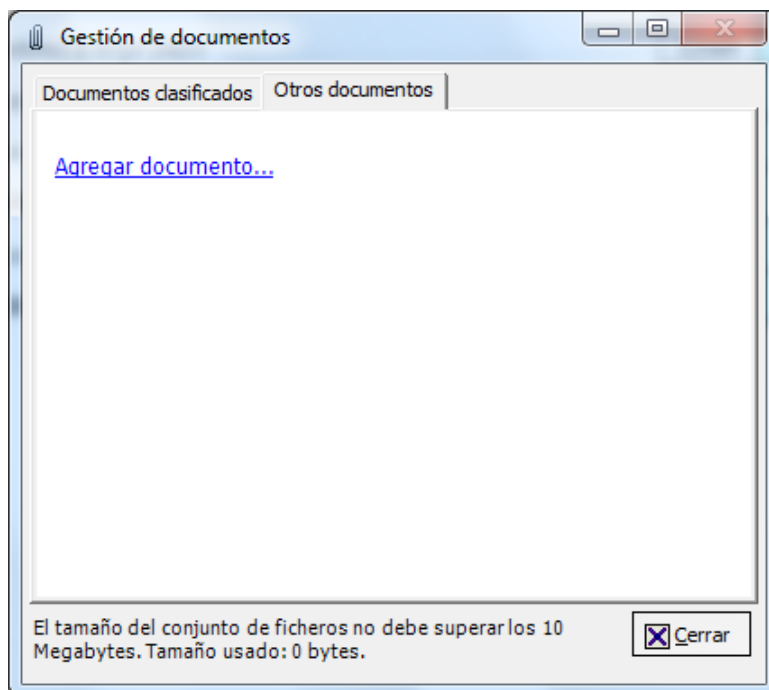 Gestión de documentos
Documentos clasificados
Otros documentos
Agregar documento...
El tamaño del conjunto de ficheros no debe superar los 10
Megabytes. Tamaño usado: 0 bytes.
Cerrar